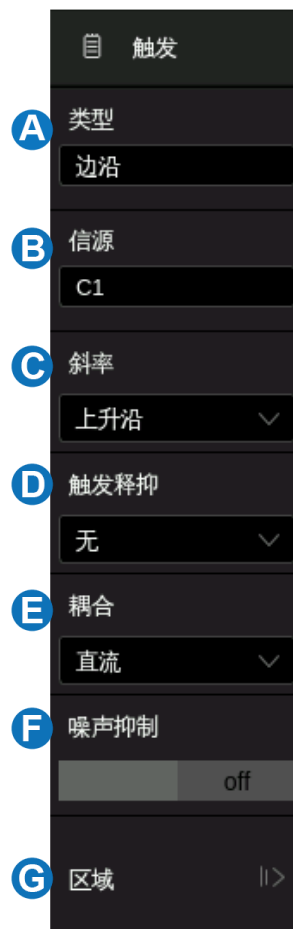 触发
A 类型
边沿
B 信源
C1
C 斜率
上升沿
D 触发释抑
无
E 耦合
直流
F 噪声抑制
off
G 区域